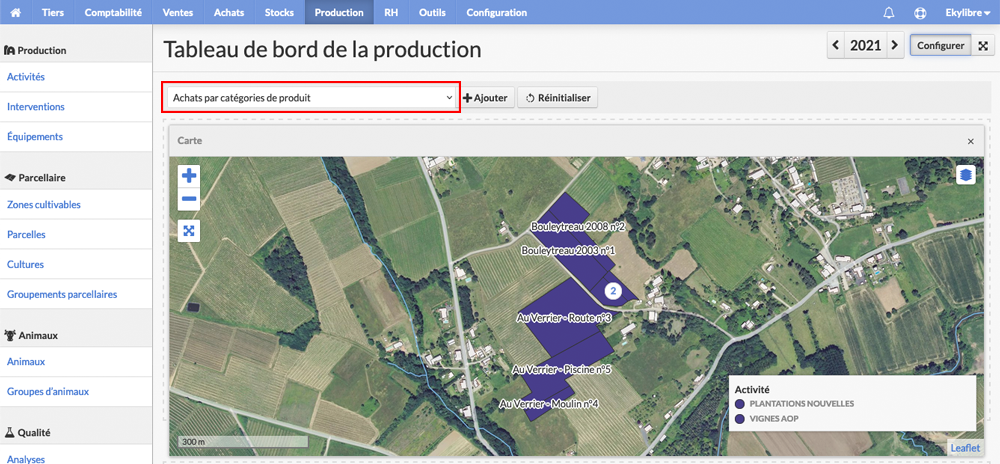 Tiers Comptabilité Ventes Achats Stocks Production RH Outils Configuration Ekylibre
Production
Activités
Interventions
Équipements
Parcellaire
Zones cultivables
Parcelles
Cultures
Groupements parcellaires
Animaux
Animaux
Groupes d'animaux
Qualité
Analyses
Tableau de bord de la production
2021
Configurer
Achats par catégories de produit
Ajouter
Réinitialiser
Carte
Bouleytreau 2008 n°2
Bouleytreau 2003 n°1
2
Au Verrier - Route n°3
Au Verrier - Piscine n°5
Au Verrier - Moulin n°4
Activité
PLANTATIONS NOUVELLES
VIGNES AOP
300 m
Leaflet